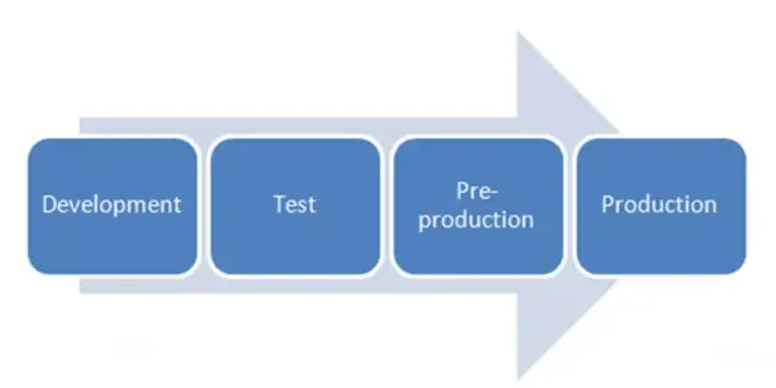 Development
Test
Pre-
production
Production